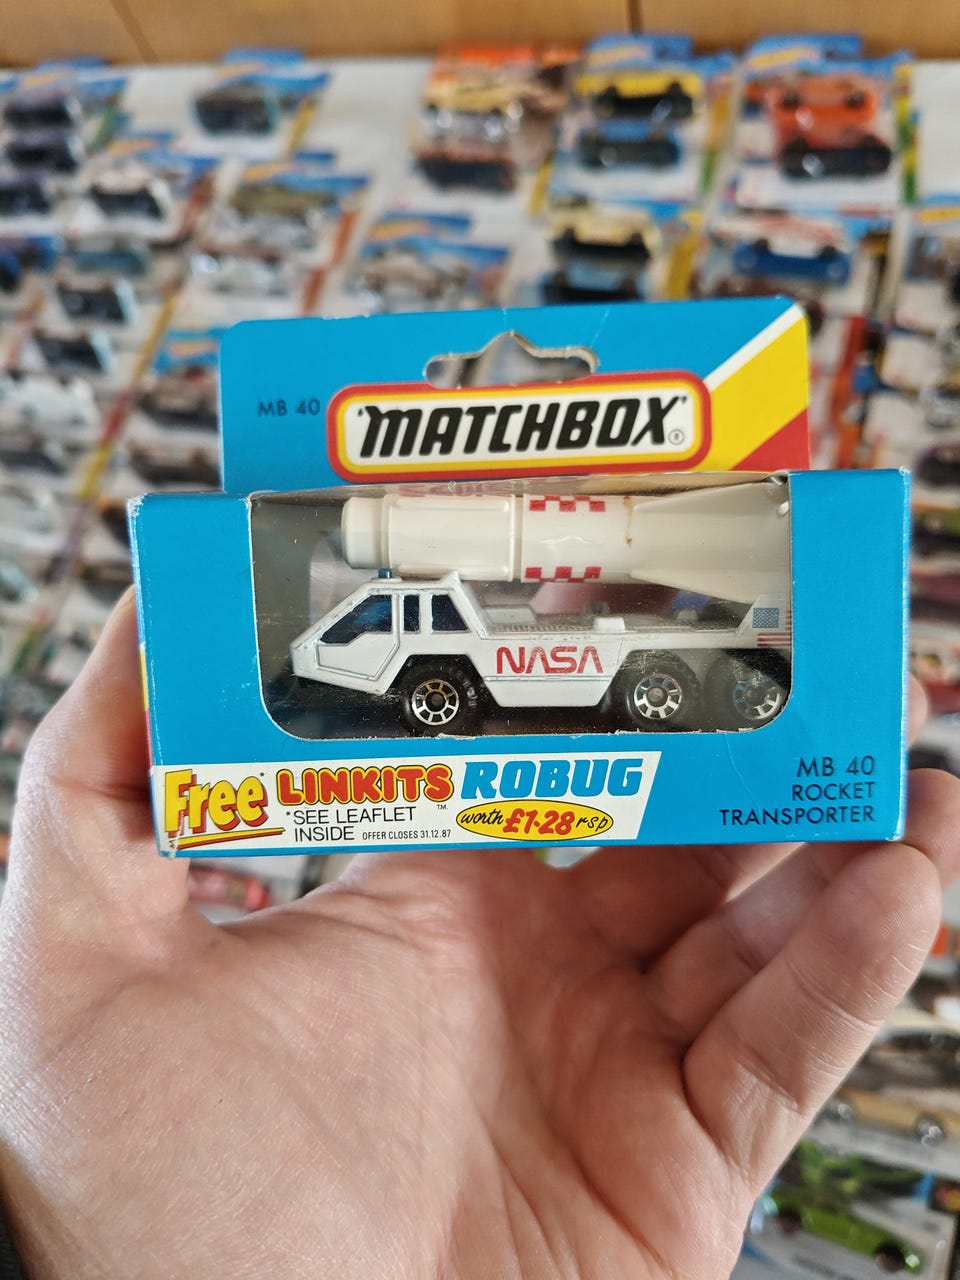 MB 40
'MATCHBOX'®
NASA
Free*
LINKITS™
ROBUG
*SEE LEAFLET
INSIDE OFFER CLOSES 31.12.87
worth £1·28 rsp
MB 40
ROCKET
TRANSPORTER